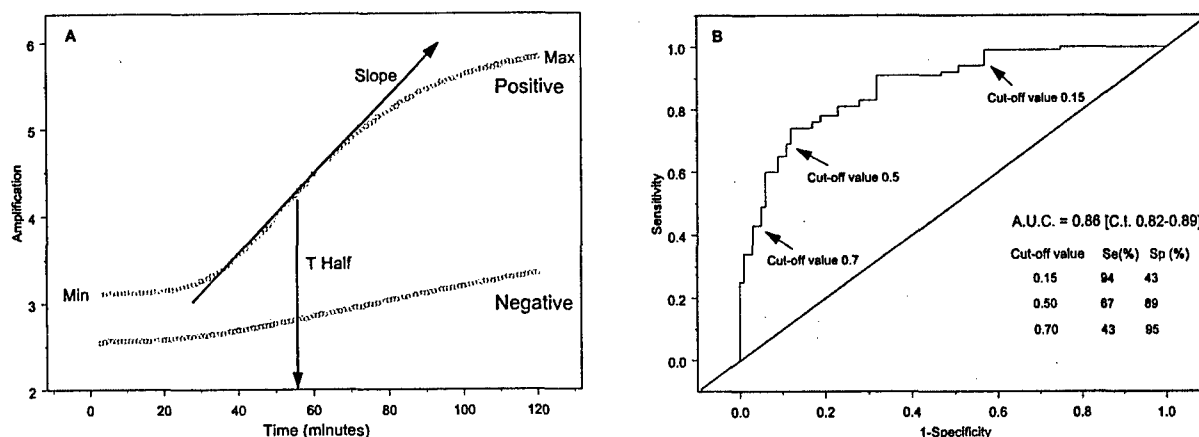 A
6
5
4
3
2
Amplification
Max
Positive
Slope
T Half
Min
Negative
0
20
40
60
80
100
120
Time (minutes)
B
1.0
0.8
0.6
0.4
0.2
0.0
Sensitivity
Cut-off value 0.15
Cut-off value 0.5
Cut-off value 0.7
A.U.C. = 0.86 [C.I. 0.82-0.89]
Cut-off value Se(%) Sp (%)
0.15 94 43
0.50 67 89
0.70 43 95
0.0
0.2
0.4
0.6
0.8
1.0
1-Specificity